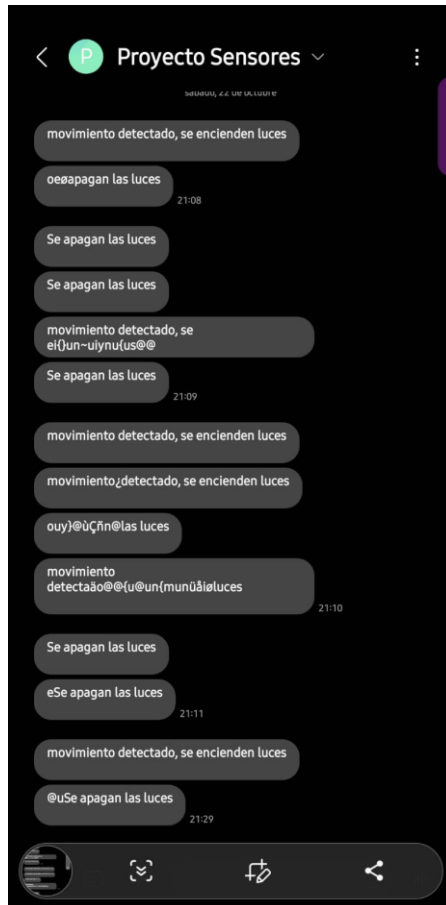 Proyecto Sensores
sábado, 22 de octubre
movimiento detectado, se encienden luces
oeøapagan las luces
21:08
Se apagan las luces
Se apagan las luces
movimiento detectado, se
ei{}un~uiynu{us@@
Se apagan las luces
21:09
movimiento detectado, se encienden luces
movimiento¿detectado, se encienden luces
ouy}@ùÇñn@las luces
movimiento
detectaäo@@{u@un{munüåiøluces
21:10
Se apagan las luces
eSe apagan las luces
21:11
movimiento detectado, se encienden luces
@uSe apagan las luces
21:29